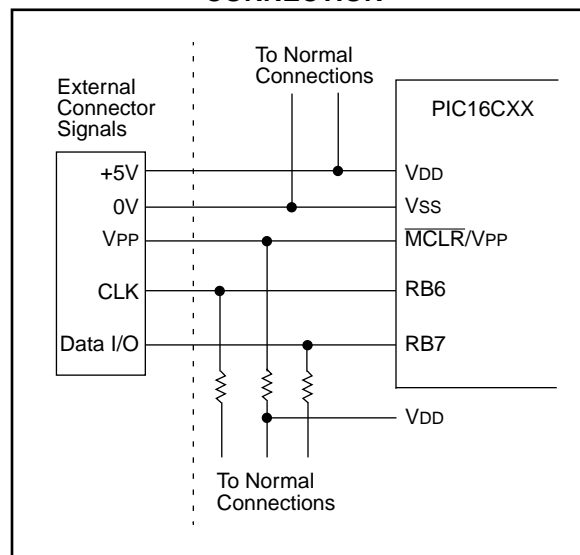 CONNECTION
To Normal
Connections
External
Connector
Signals
PIC16CXX
+5V
VDD
0V
VSS
VPP
MCLR/VPP
CLK
RB6
Data I/O
RB7
VDD
To Normal
Connections